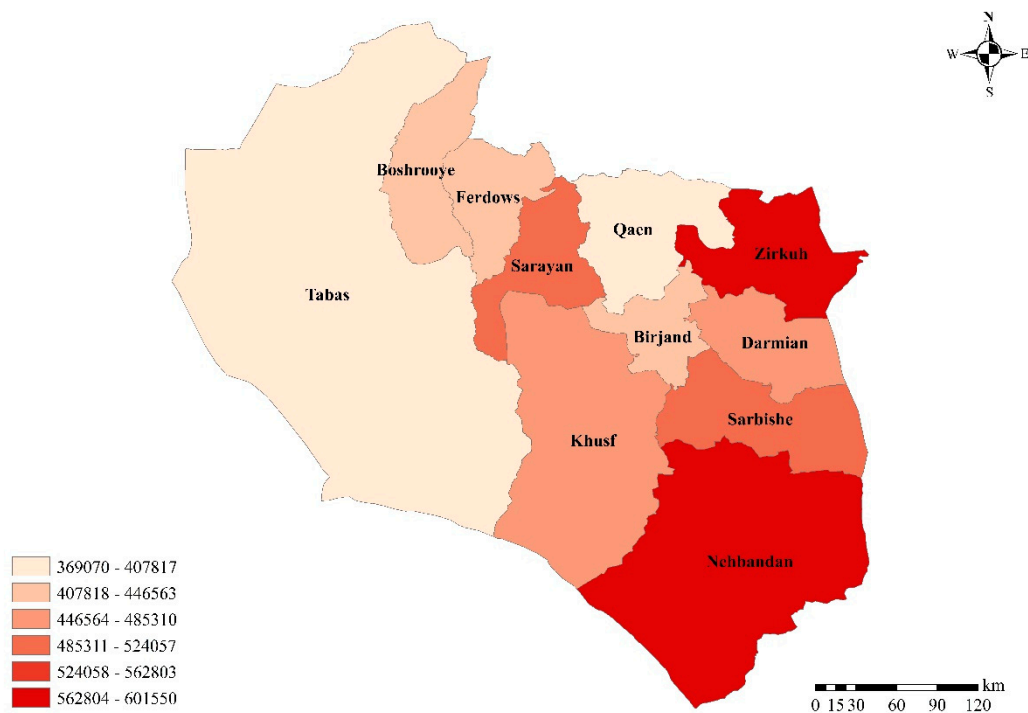 N
W E
S
Boshrooye
Ferdows
Qaen
Zirkuh
Sarayan
Tabas
Birjand
Darmian
Khusf
Sarbishe
Nehbandan
369070 - 407817
407818 - 446563
446564 - 485310
485311 - 524057
524058 - 562803
562804 - 601550
km
0 15 30 60 90 120